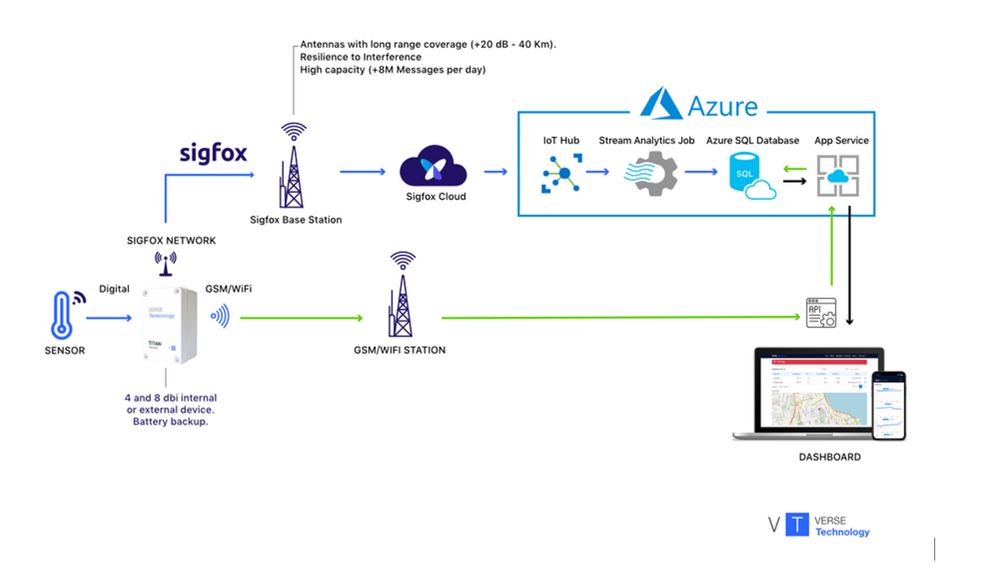 Antennas with long range coverage (+20 dB - 40 Km).
Resilience to Interference
High capacity (+8M Messages per day)
Azure
sigfox
IoT Hub
Stream Analytics Job
Azure SQL Database
App Service
SQL
Sigfox Cloud
Sigfox Base Station
SIGFOX NETWORK
Digital
GSM/WiFi
VERSE
Technology
TITAN
SENSOR
GSM/WIFI STATION
API
4 and 8 dbi internal
or external device.
Battery backup.
DASHBOARD
V T VERSE
Technology